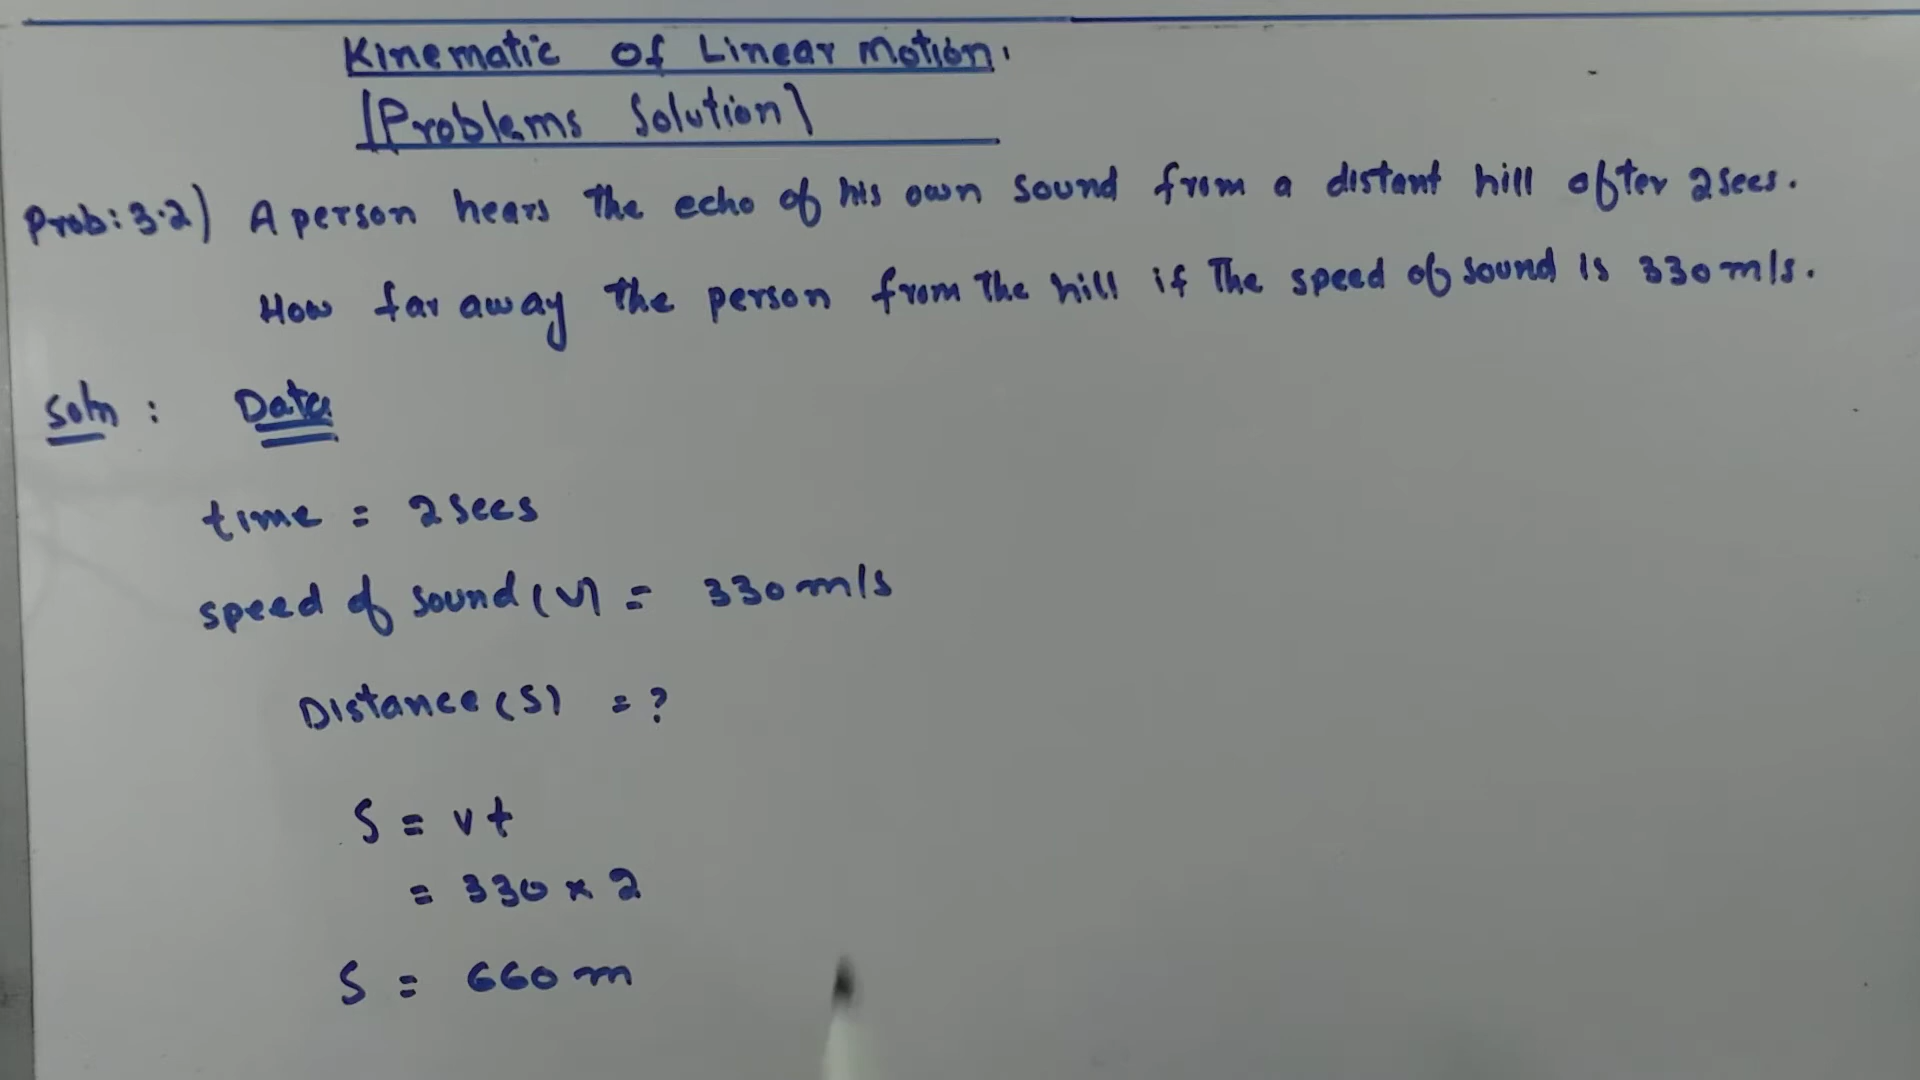 Kinematic of Linear motion.
[Problems Solution]
Prob: 3.2) A person hears the echo of his own sound from a distant hill after 2secs.
How far away the person from the hill if the speed of sound is 330m/s.
Soln : Data
time = 2secs
speed of sound (v) = 330m/s
Distance (S) = ?
S = vt
= 330 × 2
S = 660 m